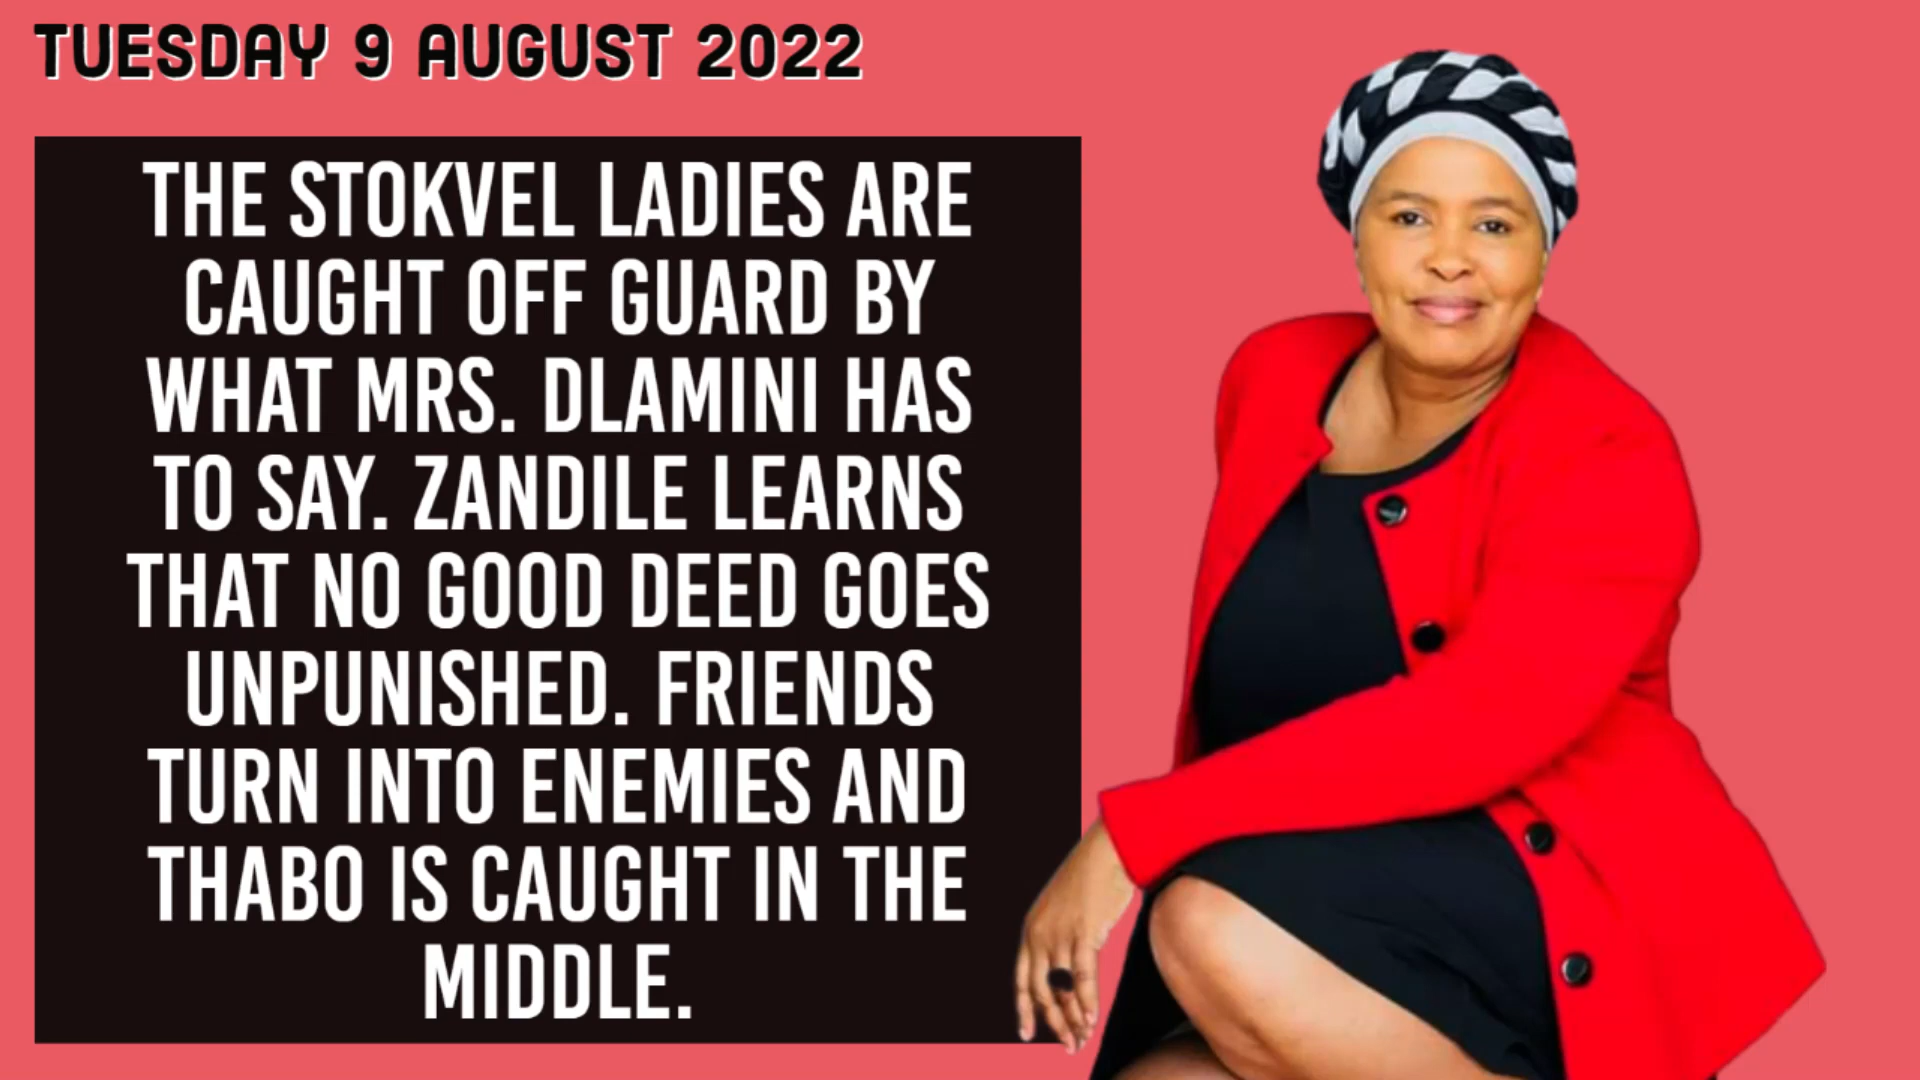 TUESDAY 9 AUGUST 2022
THE STOKVEL LADIES ARE
CAUGHT OFF GUARD BY
WHAT MRS. DLAMINI HAS
TO SAY. ZANDILE LEARNS
THAT NO GOOD DEED GOES
UNPUNISHED. FRIENDS
TURN INTO ENEMIES AND
THABO IS CAUGHT IN THE
MIDDLE.